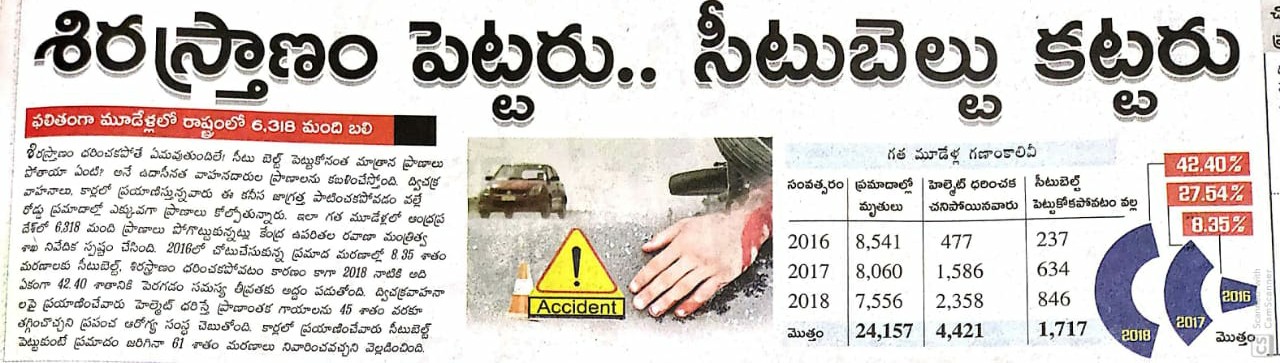 శిరస్త్రాణం పెట్టరు.. సీటుబెల్టు కట్టరు
ఫలితంగా మూడేళ్లలో రాష్ట్రంలో 6,318 మంది బలి
శిరస్త్రాణం ధరించకపోతే ఏమవుతుందిలే! సీటు బెల్ట్ పెట్టుకోనంత మాత్రాన ప్రాణాలు
పోతాయా ఏంటి? అనే ఉదాసీనత వాహనదారుల ప్రాణాలను కబళించేస్తోంది. ద్విచక్ర
వాహనాలు, కార్లలో ప్రయాణిస్తున్నవారు ఈ కనీస జాగ్రత్త పాటించకపోవడం వల్లే
రోడ్డు ప్రమాదాల్లో ఎక్కువగా ప్రాణాలు కోల్పోతున్నారు. ఇలా గత మూడేళ్లలో ఆంధ్రప్ర
దేశ్‌లో 6,318 మంది ప్రాణాలు పోగొట్టుకున్నట్లు కేంద్ర ఉపరితల రవాణా మంత్రిత్వ
శాఖ నివేదిక స్పష్టం చేసింది. 2016లో చోటుచేసుకున్న ప్రమాద మరణాల్లో 8.35 శాతం
మరణాలకు సీటుబెల్ట్, శిరస్త్రాణం ధరించకపోవటం కారణం కాగా 2018 నాటికి అది
ఏకంగా 42.40 శాతానికి పెరగడం సమస్య తీవ్రతకు అద్దం పడుతోంది. ద్విచక్రవాహనా
లపై ప్రయాణించేవారు హెల్మెట్ ధరిస్తే ప్రాణాంతక గాయాలను 45 శాతం వరకూ
తగ్గించొచ్చని ప్రపంచ ఆరోగ్య సంస్థ చెబుతోంది. కార్లలో ప్రయాణించేవారు సీటుబెల్ట్
పెట్టుకుంటే ప్రమాదం జరిగినా 61 శాతం మరణాలు నివారించవచ్చని వెల్లడించింది.
Accident
గత మూడేళ్ల గణాంకాలివీ
సంవత్సరం ప్రమాదాల్లో హెల్మెట్ ధరించక సీటుబెల్ట్
మృతులు చనిపోయినవారు పెట్టుకోకపోవటం వల్ల
2016 8,541 477 237
2017 8,060 1,586 634
2018 7,556 2,358 846
మొత్తం 24,157 4,421 1,717
42.40%
27.54%
8.35%
2016
2017
2018
మొత్తం
CS Scanned with
CamScanner